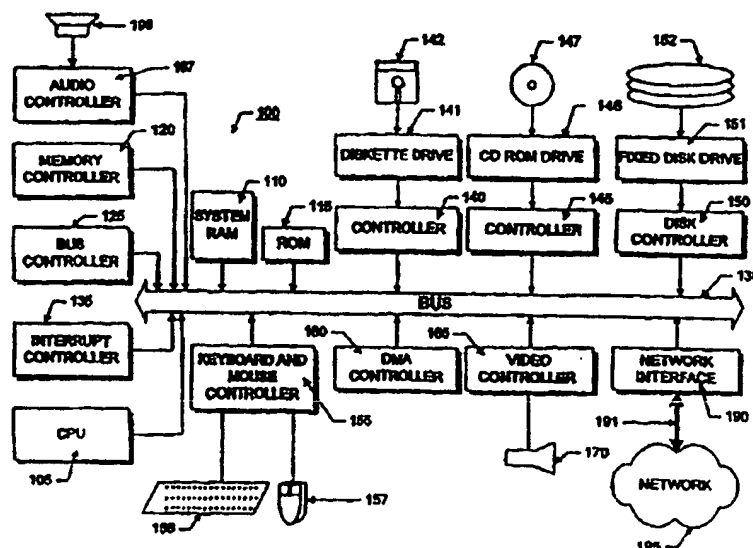 142
147
152
197
AUDIO
CONTROLLER
100
141
146
151
120
MEMORY
CONTROLLER
DISKETTE DRIVE
CD ROM DRIVE
FIXED DISK DRIVE
110
SYSTEM
RAM
115
ROM
140
145
150
125
BUS
CONTROLLER
CONTROLLER
CONTROLLER
DISK
CONTROLLER
BUS
135
INTERRUPT
CONTROLLER
160
165
KEYBOARD AND
MOUSE
CONTROLLER
DMA
CONTROLLER
VIDEO
CONTROLLER
NETWORK
INTERFACE
155
190
CPU
191
105
170
NETWORK
157
195